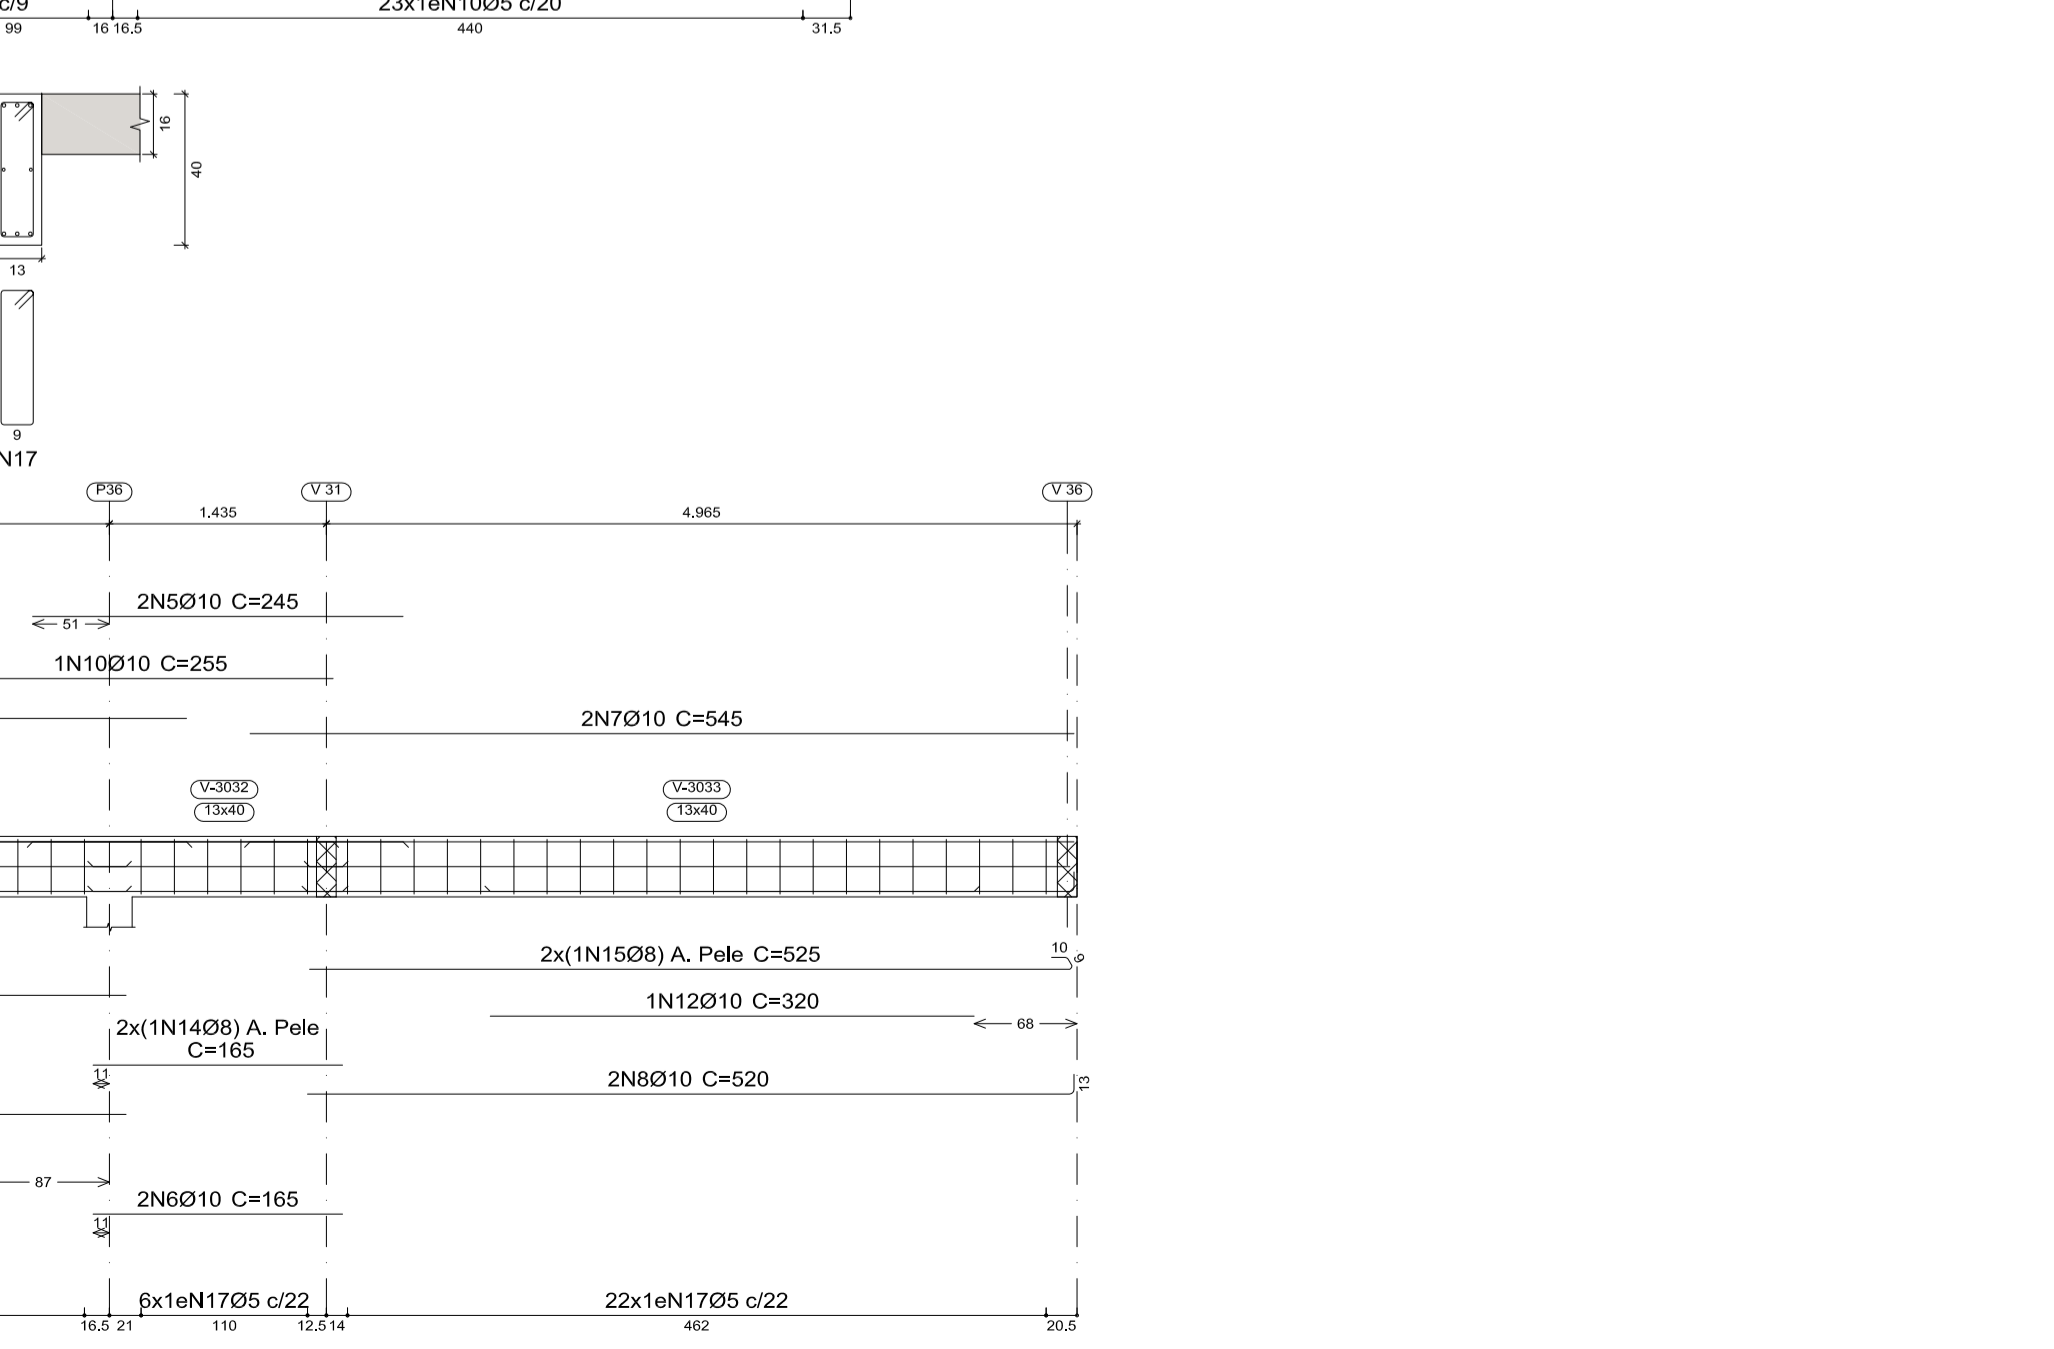 c/9
23x1eN10Ø5 c/20
99
16
16.5
440
31.5
16
40
13
9
N17
P36
V 31
V 36
1.435
4.965
2N5Ø10 C=245
51
1N10Ø10 C=255
2N7Ø10 C=545
V-3032
13x40
V-3033
13x40
2x(1N15Ø8) A. Pele C=525
10
9
1N12Ø10 C=320
68
2x(1N14Ø8) A. Pele
C=165
11
2N8Ø10 C=520
13
87
2N6Ø10 C=165
11
6x1eN17Ø5 c/22
22x1eN17Ø5 c/22
16.5
21
110
12.5
14
462
20.5